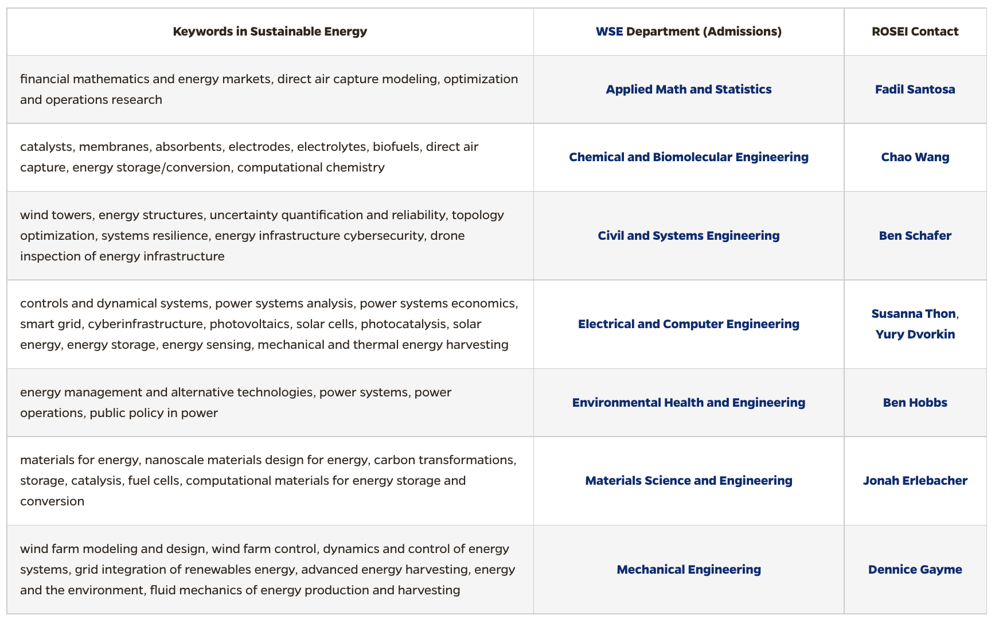 Keywords in Sustainable Energy
WSE Department (Admissions)
ROSEI Contact
financial mathematics and energy markets, direct air capture modeling, optimization
and operations research
Applied Math and Statistics
Fadil Santosa
catalysts, membranes, absorbents, electrodes, electrolytes, biofuels, direct air
capture, energy storage/conversion, computational chemistry
Chemical and Biomolecular Engineering
Chao Wang
wind towers, energy structures, uncertainty quantification and reliability, topology
optimization, systems resilience, energy infrastructure cybersecurity, drone
inspection of energy infrastructure
Civil and Systems Engineering
Ben Schafer
controls and dynamical systems, power systems analysis, power systems economics,
smart grid, cyberinfrastructure, photovoltaics, solar cells, photocatalysis, solar
energy, energy storage, energy sensing, mechanical and thermal energy harvesting
Electrical and Computer Engineering
Susanna Thon,
Yury Dvorkin
energy management and alternative technologies, power systems, power
operations, public policy in power
Environmental Health and Engineering
Ben Hobbs
materials for energy, nanoscale materials design for energy, carbon transformations,
storage, catalysis, fuel cells, computational materials for energy storage and
conversion
Materials Science and Engineering
Jonah Erlebacher
wind farm modeling and design, wind farm control, dynamics and control of energy
systems, grid integration of renewables energy, advanced energy harvesting, energy
and the environment, fluid mechanics of energy production and harvesting
Mechanical Engineering
Dennice Gayme